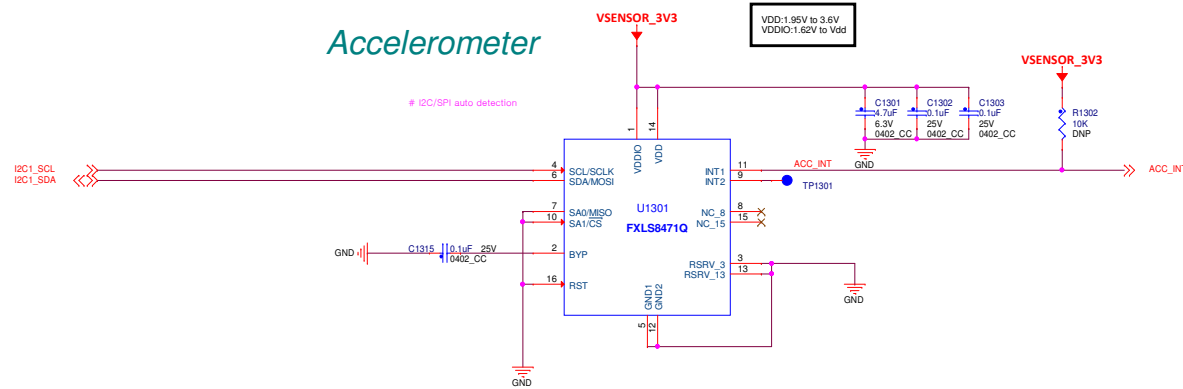 VSENSOR_3V3
VDD:1.95V to 3.6V
VDDIO:1.62V to Vdd
Accelerometer
VSENSOR_3V3
# I2C/SPI auto detection
C1301
4.7uF
6.3V
0402_CC
C1302
0.1uF
25V
0402_CC
C1303
0.1uF
25V
0402_CC
R1302
10K
DNP
GND
1
14
VDDIO
VDD
I2C1_SCL
I2C1_SDA
4
6
SCL/SCLK
SDA/MOSI
INT1
INT2
11
9
ACC_INT
ACC_INT
TP1301
7
10
SA0/MISO
SA1/CS
U1301
FXLS8471Q
NC_8
NC_15
8
15
GND
C1315
0.1uF
25V
0402_CC
2
BYP
RSRV_3
RSRV_13
3
13
GND
16
RST
GND1
GND2
5
12
GND